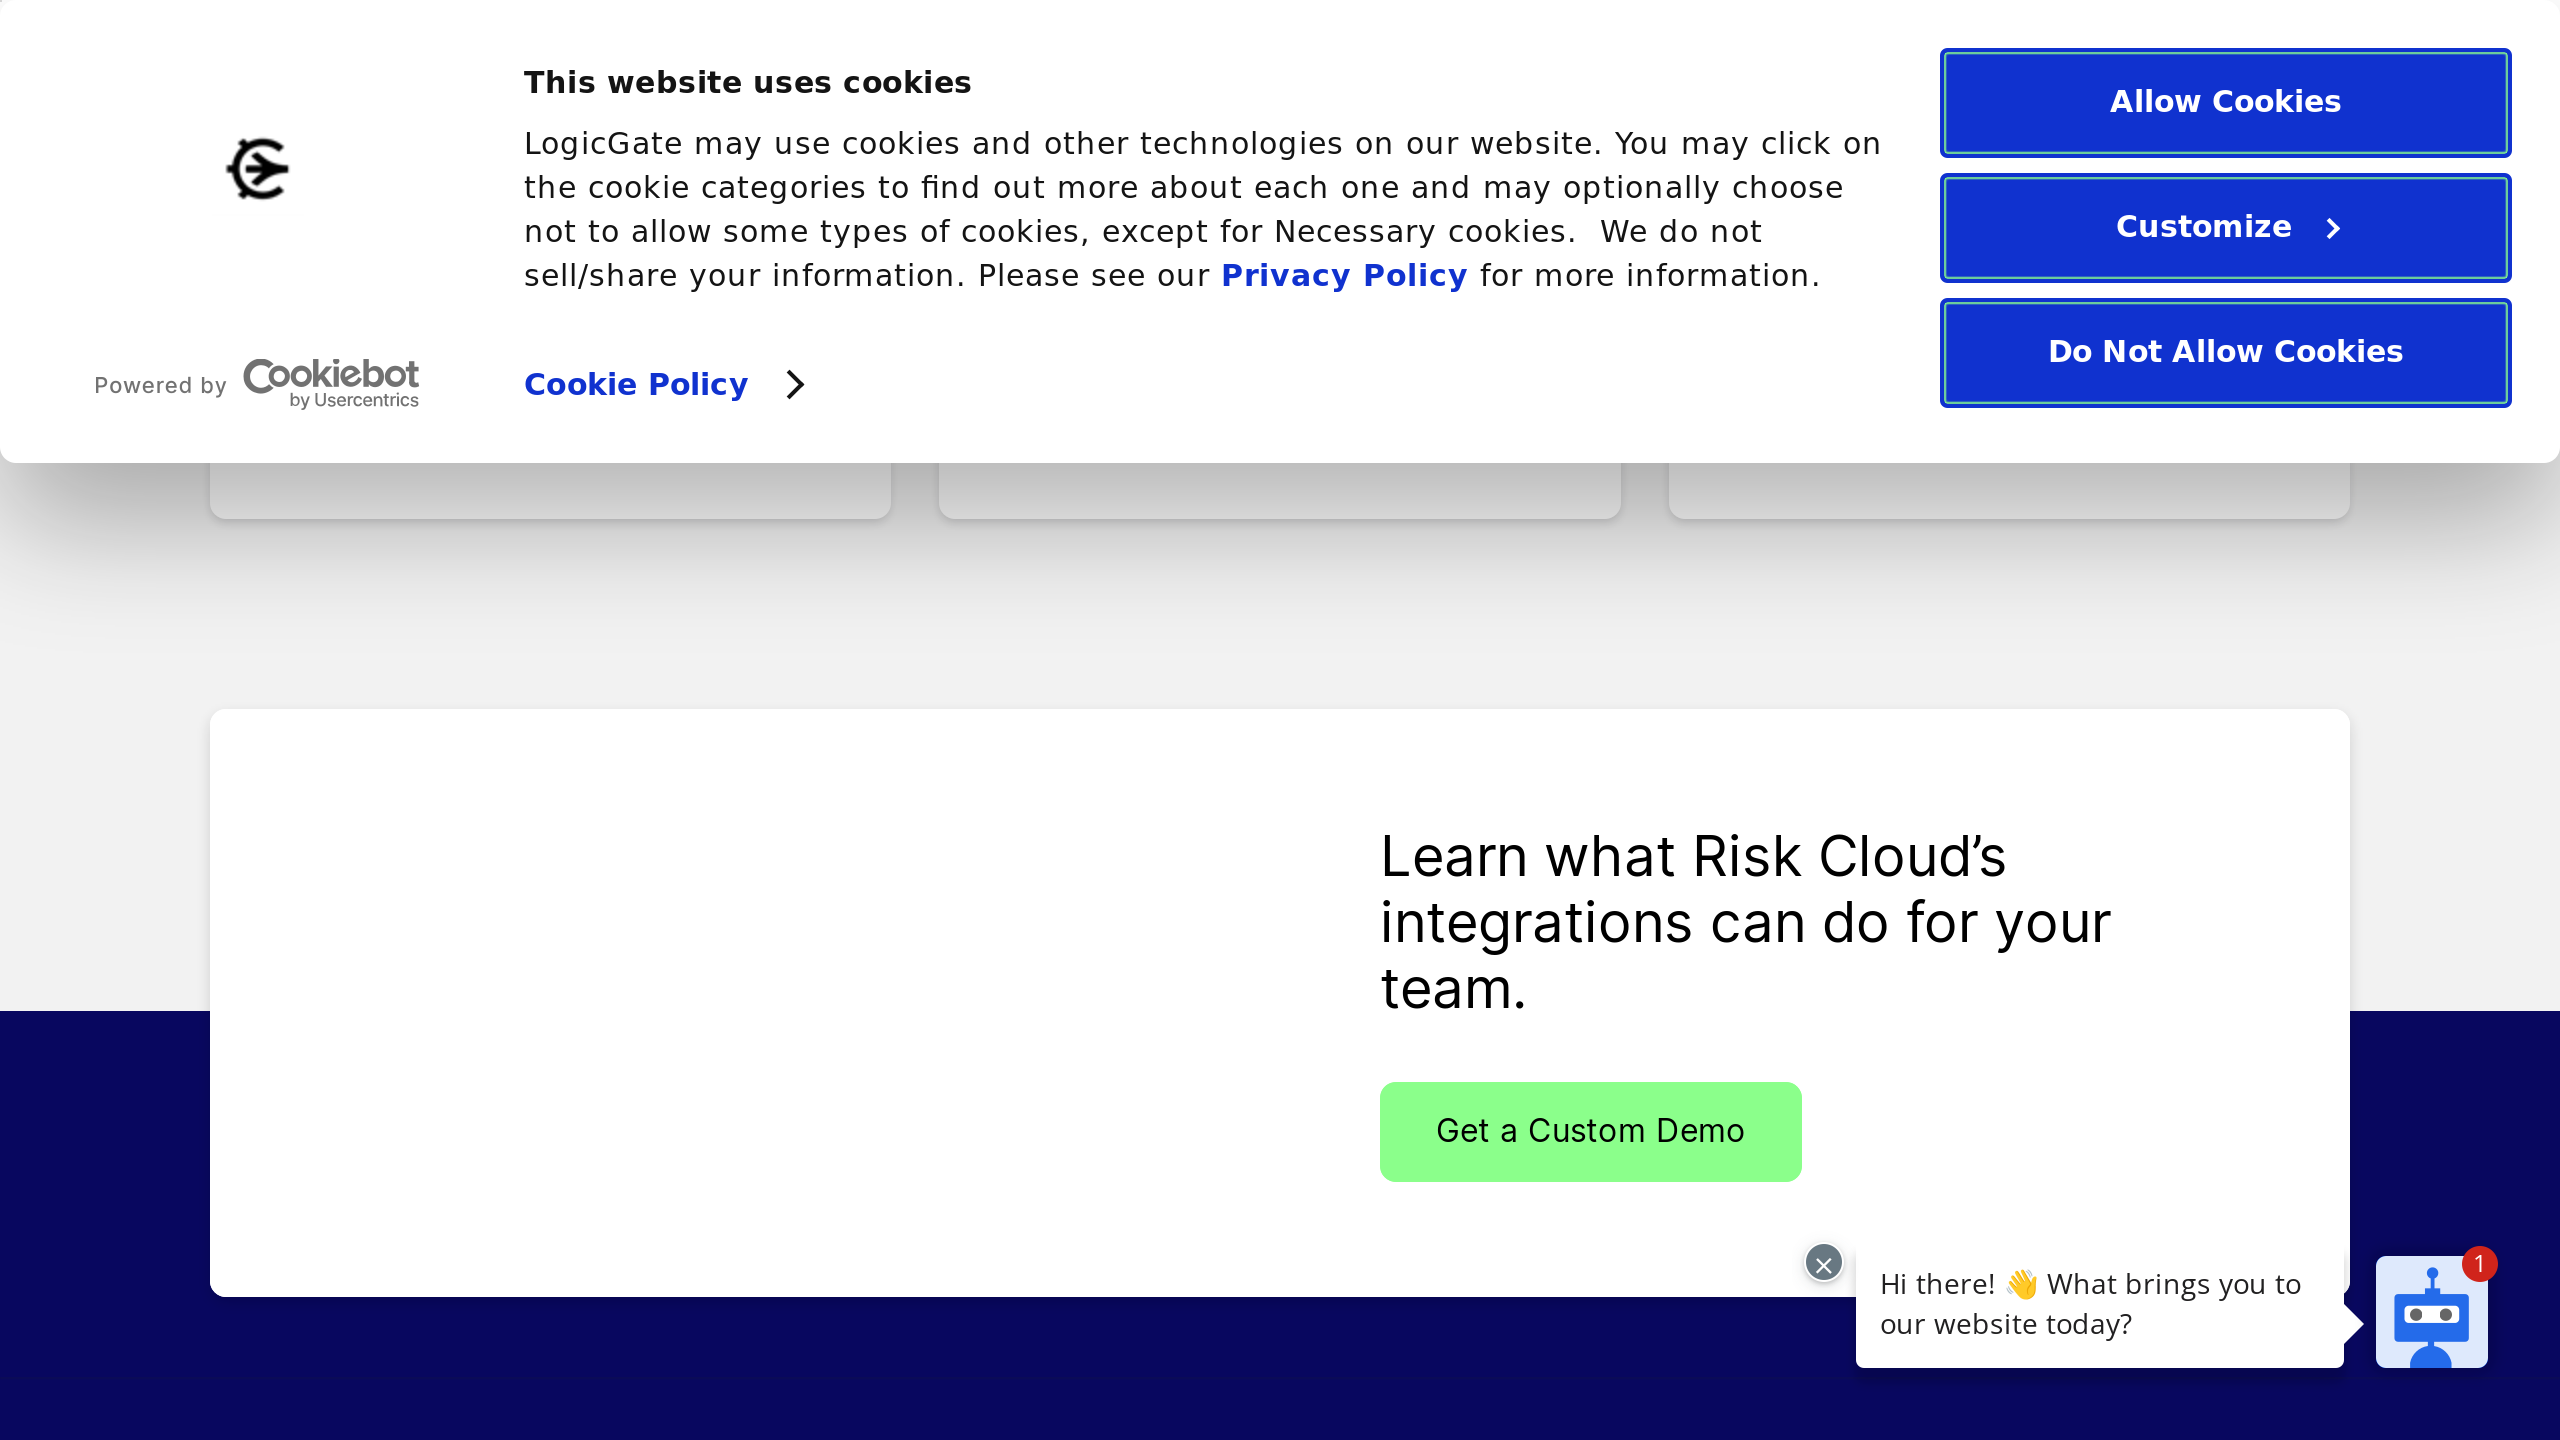 This website uses cookies
LogicGate may use cookies and other technologies on our website. You may click on
the cookie categories to find out more about each one and may optionally choose
not to allow some types of cookies, except for Necessary cookies.  We do not
sell/share your information. Please see our Privacy Policy for more information.
Powered by Cookiebot
by Usercentrics
Cookie Policy
Allow Cookies
Customize
Do Not Allow Cookies
Learn what Risk Cloud’s
integrations can do for your
team.
Get a Custom Demo
Hi there! 👋 What brings you to
our website today?
1